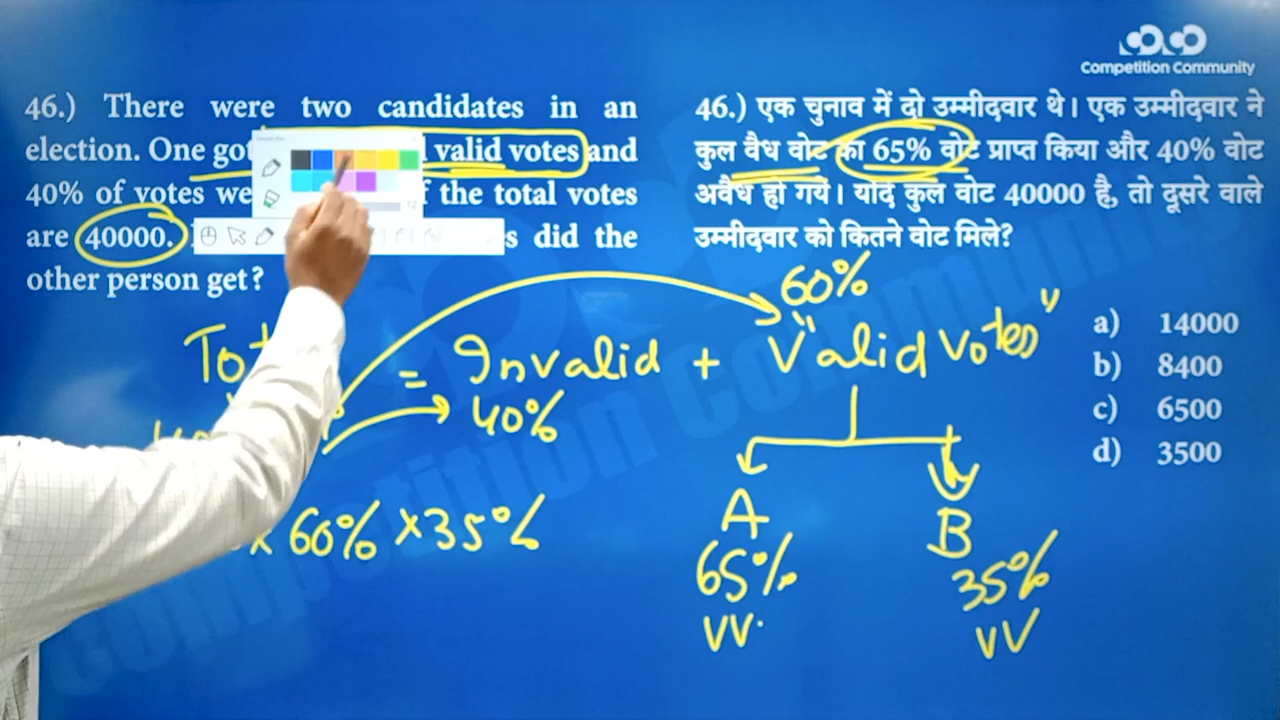 Competition Community
46.) There were two candidates in an
election. One got valid votes and
40% of votes we f the total votes
are 40000. s did the
other person get?
46.) एक चुनाव में दो उम्मीदवार थे। एक उम्मीदवार ने
कुल वैध वोट का 65% वोट प्राप्त किया और 40% वोट
अवैध हो गये। यदि कुल वोट 40000 है, तो दूसरे वाले
उम्मीदवार को कितने वोट मिले?
a) 14000
b) 8400
c) 6500
d) 3500
60%
= Invalid + "Valid Votes"
40%
A B
65% 35%
VV. VV
x 60% x 35%
12
Competition Community